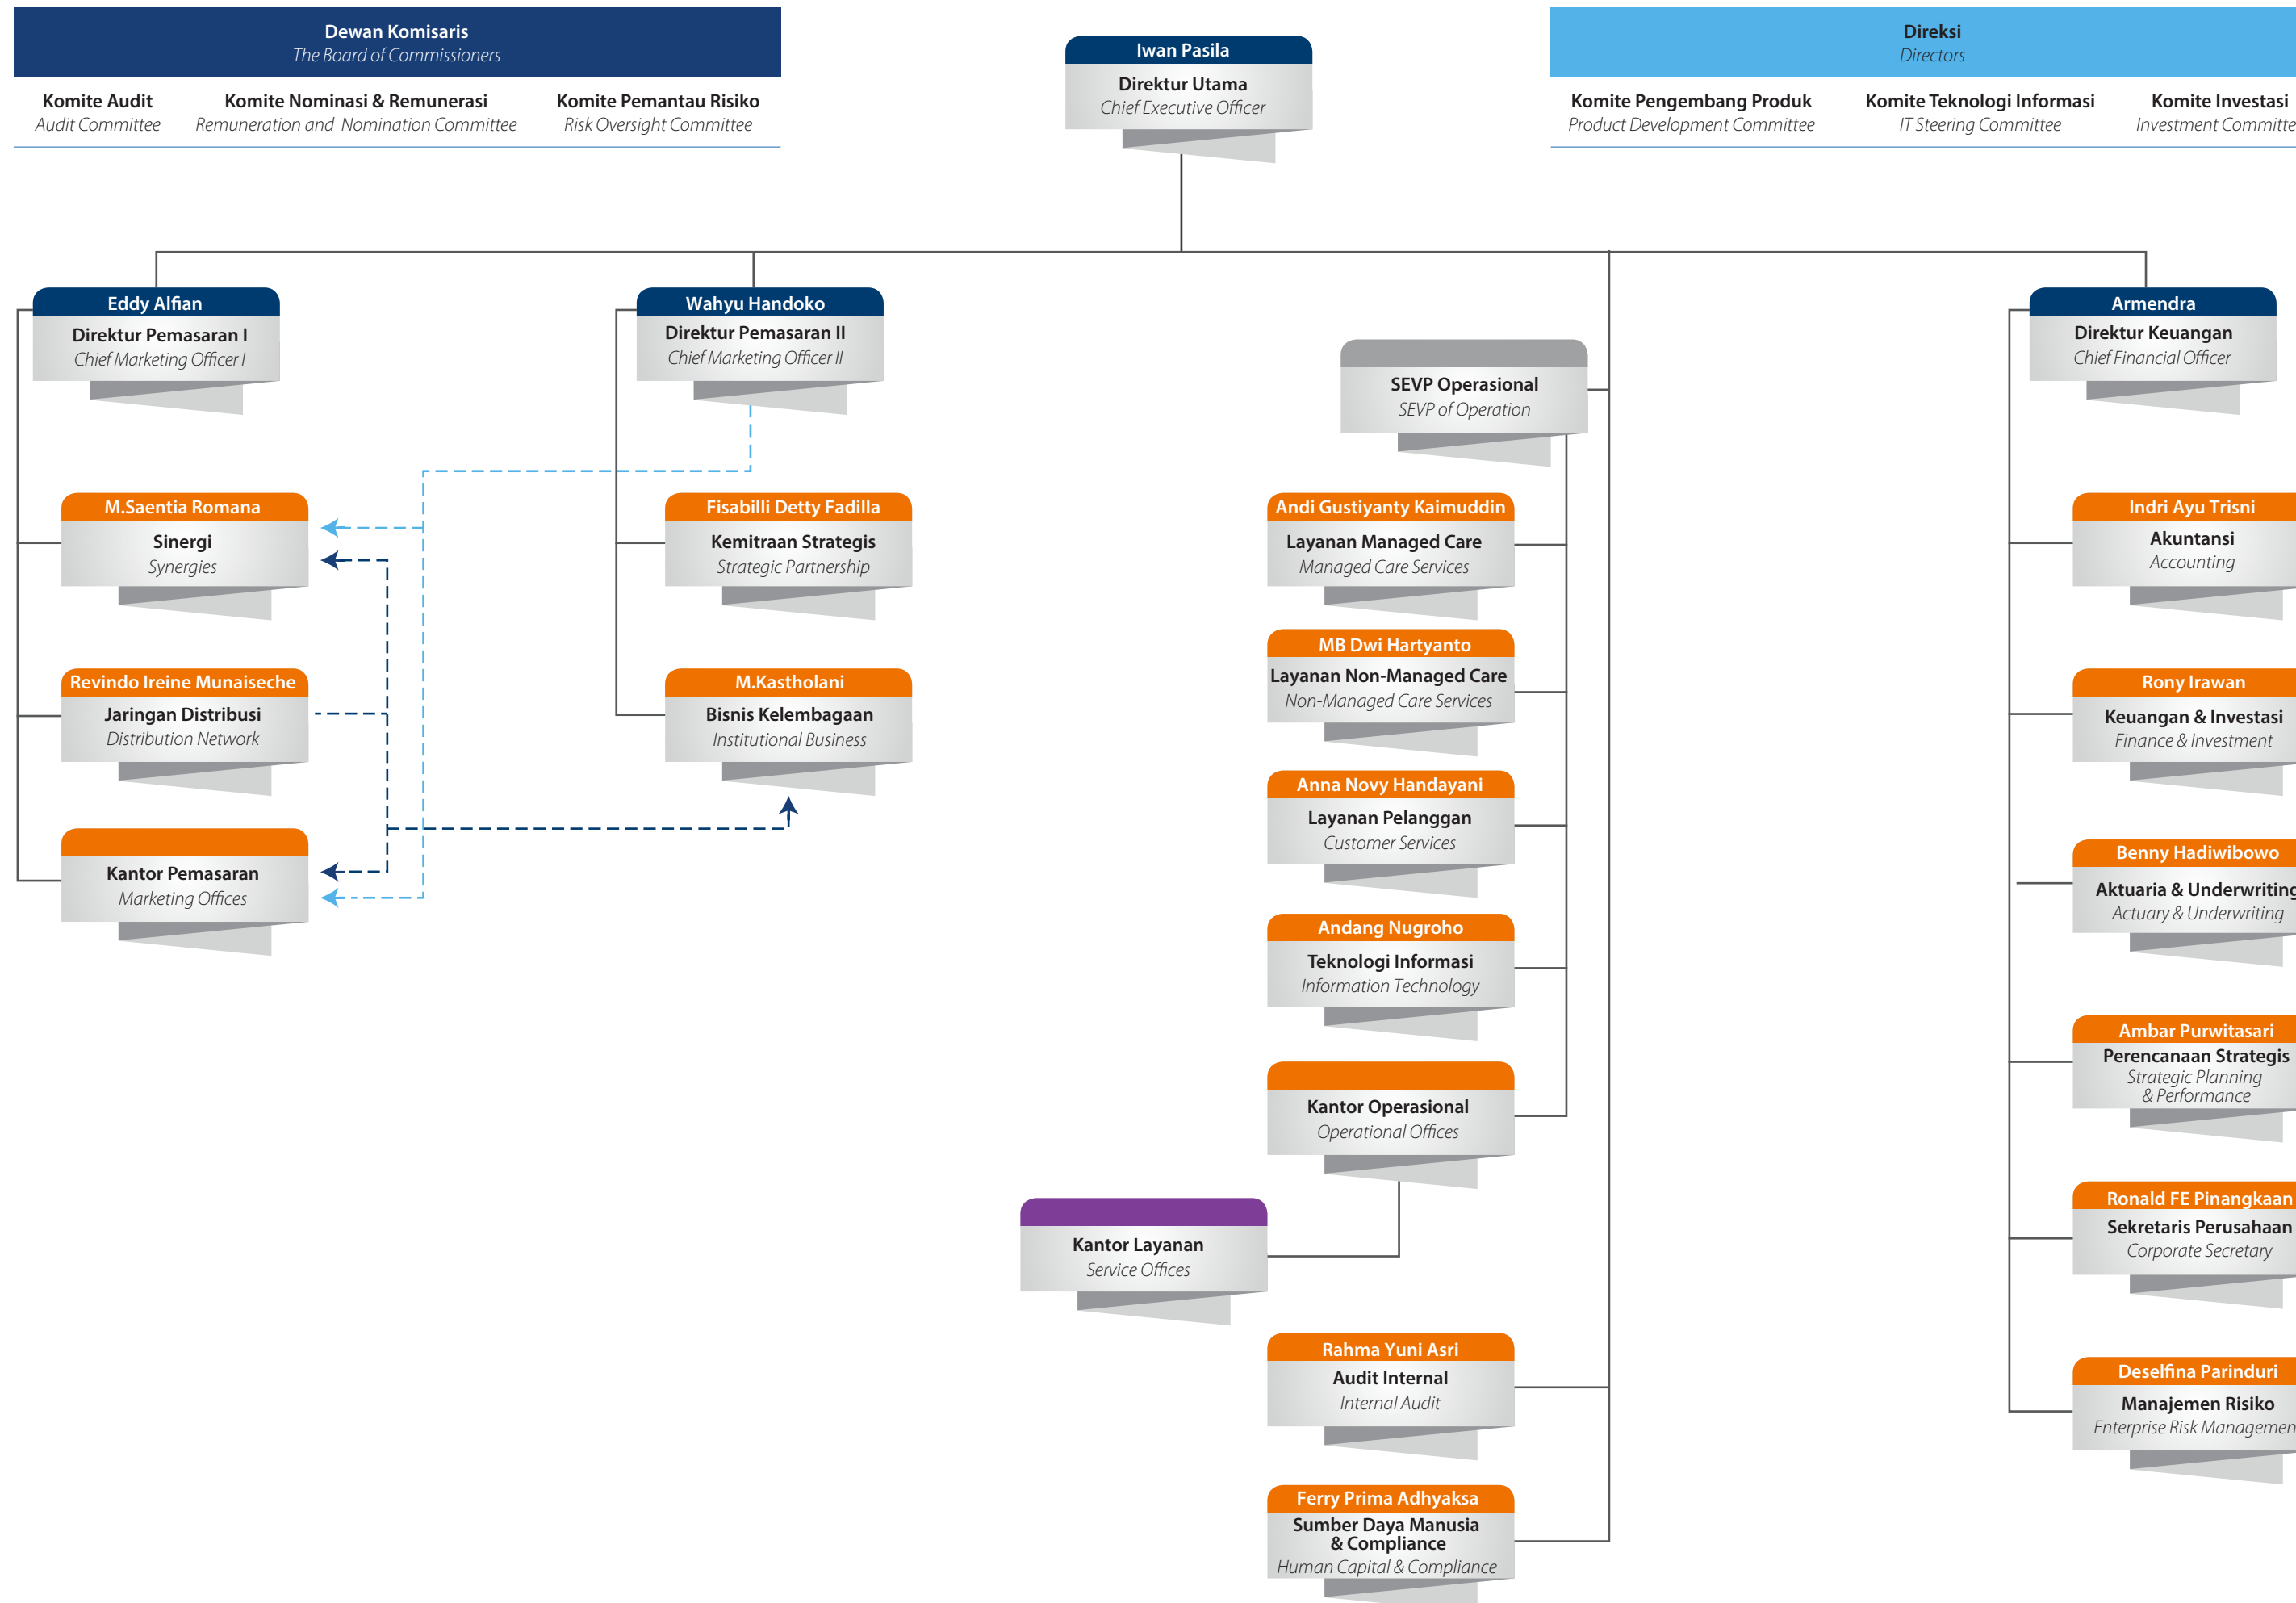 Dewan Komisaris
The Board of Commissioners
Komite Audit
Audit Committee
Komite Nominasi & Remunerasi
Remuneration and Nomination Committee
Komite Pemantau Risiko
Risk Oversight Committee
Iwan Pasila
Direktur Utama
Chief Executive Officer
Direksi
Directors
Komite Pengembang Produk
Product Development Committee
Komite Teknologi Informasi
IT Steering Committee
Komite Investasi
Investment Committe
Eddy Alfian
Direktur Pemasaran I
Chief Marketing Officer I
M.Saentia Romana
Sinergi
Synergies
Revindo Ireine Munaiseche
Jaringan Distribusi
Distribution Network
Kantor Pemasaran
Marketing Offices
Wahyu Handoko
Direktur Pemasaran II
Chief Marketing Officer II
Fisabilli Detty Fadilla
Kemitraan Strategis
Strategic Partnership
M.Kastholani
Bisnis Kelembagaan
Institutional Business
SEVP Operasional
SEVP of Operation
Andi Gustiyanty Kaimuddin
Layanan Managed Care
Managed Care Services
MB Dwi Hartyanto
Layanan Non-Managed Care
Non-Managed Care Services
Anna Novy Handayani
Layanan Pelanggan
Customer Services
Andang Nugroho
Teknologi Informasi
Information Technology
Kantor Operasional
Operational Offices
Kantor Layanan
Service Offices
Rahma Yuni Asri
Audit Internal
Internal Audit
Ferry Prima Adhyaksa
Sumber Daya Manusia
& Compliance
Human Capital & Compliance
Armendra
Direktur Keuangan
Chief Financial Officer
Indri Ayu Trisni
Akuntansi
Accounting
Rony Irawan
Keuangan & Investasi
Finance & Investment
Benny Hadiwibowo
Aktuaria & Underwriting
Actuary & Underwriting
Ambar Purwitasari
Perencanaan Strategis
Strategic Planning
& Performance
Ronald FE Pinangkaan
Sekretaris Perusahaan
Corporate Secretary
Deselfina Parinduri
Manajemen Risiko
Enterprise Risk Managemen